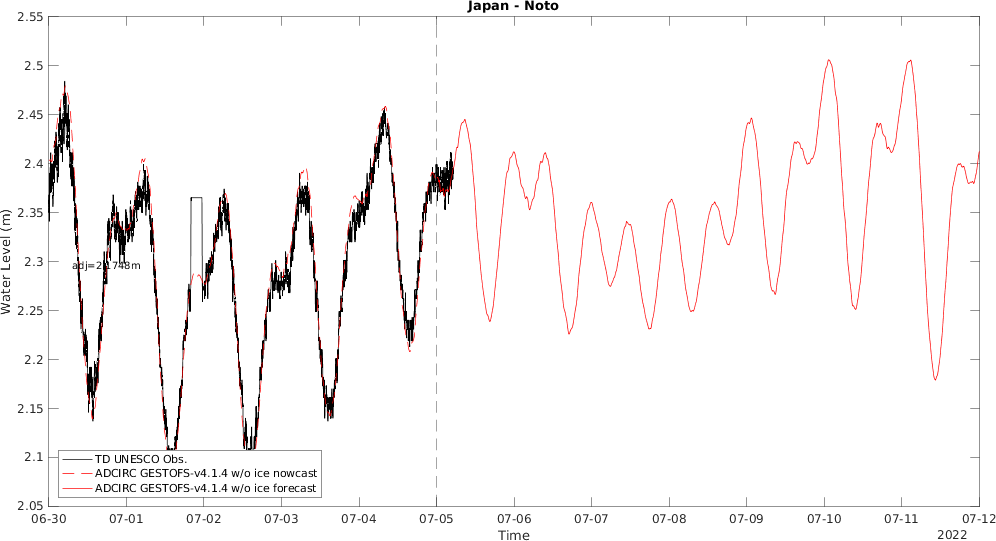 Japan - Noto
2.55
2.5
2.45
2.4
2.35
2.3
2.25
2.2
2.15
2.1
2.05
Water Level (m)
adj=2.1748m
TD UNESCO Obs.
ADCIRC GESTOFS-v4.1.4 w/o ice nowcast
ADCIRC GESTOFS-v4.1.4 w/o ice forecast
06-30 07-01 07-02 07-03 07-04 07-05 07-06 07-07 07-08 07-09 07-10 07-11 07-12
Time
2022